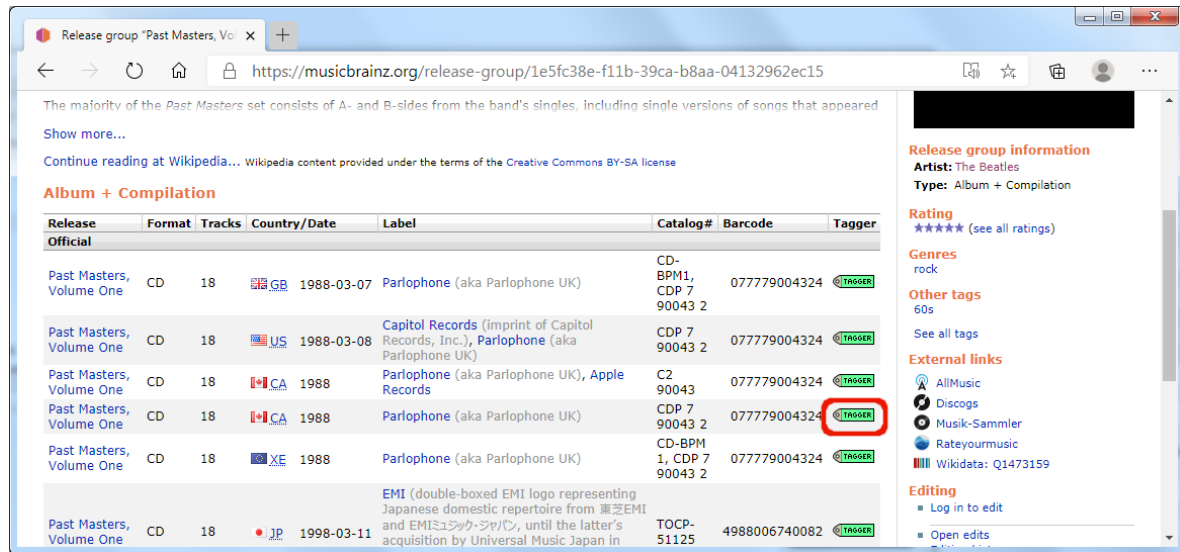 Release group "Past Masters, Vol
https://musicbrainz.org/release-group/1e5fc38e-f11b-39ca-b8aa-04132962ec15
The majority of the Past Masters set consists of A- and B-sides from the band's singles, including single versions of songs that appeared
Show more...
Continue reading at Wikipedia... Wikipedia content provided under the terms of the Creative Commons BY-SA license
Album + Compilation
Release Format Tracks Country/Date Label Catalog# Barcode Tagger
Official
Past Masters, Volume One CD 18 GB 1988-03-07 Parlophone (aka Parlophone UK) CD-BPM1, CDP 7 90043 2 077779004324 TAGGER
Past Masters, Volume One CD 18 US 1988-03-08 Capitol Records (imprint of Capitol Records, Inc.), Parlophone (aka Parlophone UK) CDP 7 90043 2 077779004324 TAGGER
Past Masters, Volume One CD 18 CA 1988 Parlophone (aka Parlophone UK), Apple Records C2 90043 077779004324 TAGGER
Past Masters, Volume One CD 18 CA 1988 Parlophone (aka Parlophone UK) CDP 7 90043 2 077779004324 TAGGER
Past Masters, Volume One CD 18 XE 1988 Parlophone (aka Parlophone UK) CD-BPM 1, CDP 7 90043 2 077779004324 TAGGER
Past Masters, Volume One CD 18 JP 1998-03-11 EMI (double-boxed EMI logo representing Japanese domestic repertoire from 東芝EMI and EMIミュージック・ジャパン, until the latter's acquisition by Universal Music Japan in TOCP-51125 4988006740082 TAGGER
Release group information
Artist: The Beatles
Type: Album + Compilation
Rating
★★★★★ (see all ratings)
Genres
rock
Other tags
60s
See all tags
External links
AllMusic
Discogs
Musik-Sammler
Rateyourmusic
Wikidata: Q1473159
Editing
Log in to edit
Open edits